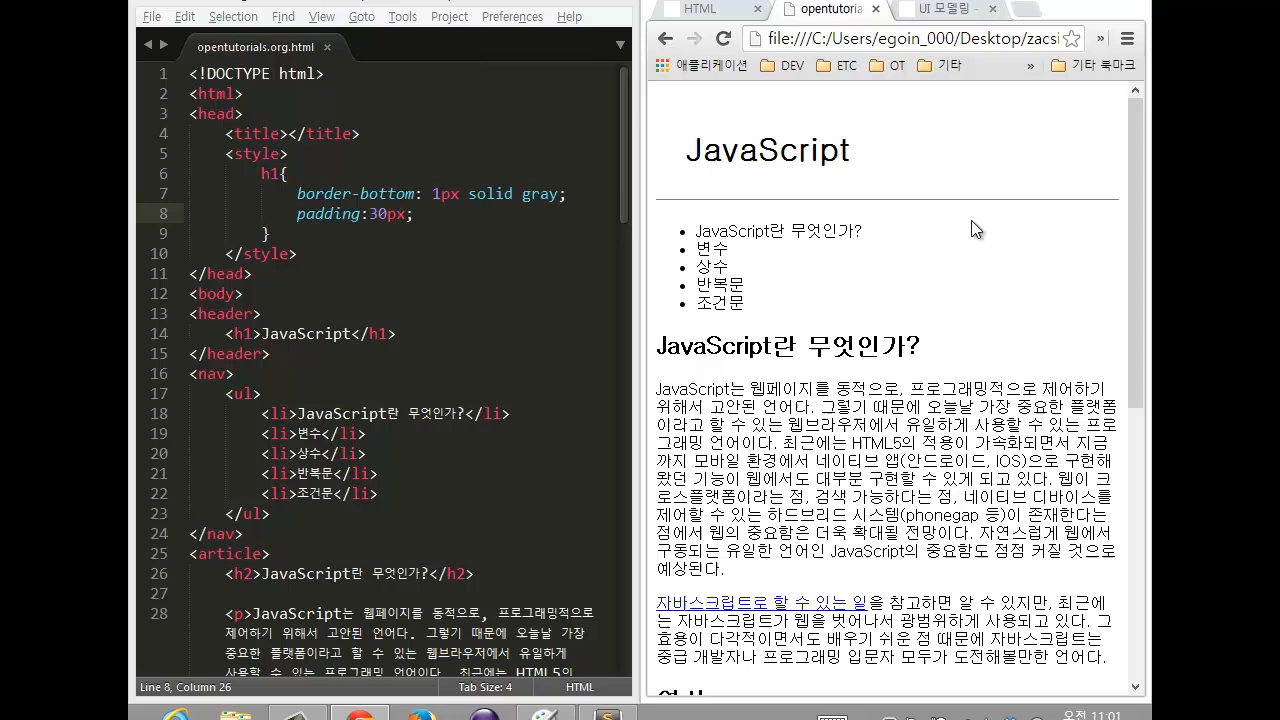 File Edit Selection Find View Goto Tools Project Preferences Help
opentutorials.org.html ×
1 <!DOCTYPE html>
2 <html>
3 <head>
4 <title></title>
5 <style>
6 h1{
7 border-bottom: 1px solid gray;
8 padding:30px;
9 }
10 </style>
11 </head>
12 <body>
13 <header>
14 <h1>JavaScript</h1>
15 </header>
16 <nav>
17 <ul>
18 <li>JavaScript란 무엇인가?</li>
19 <li>변수</li>
20 <li>상수</li>
21 <li>반복문</li>
22 <li>조건문</li>
23 </ul>
24 </nav>
25 <article>
26 <h2>JavaScript란 무엇인가?</h2>
27
28 <p>JavaScript는 웹페이지를 동적으로, 프로그래밍적으로
제어하기 위해서 고안된 언어다. 그렇기 때문에 오늘날 가장
중요한 플랫폼이라고 할 수 있는 웹브라우저에서 유일하게
사용할 수 있는 프로그래밍 언어이다. 최근에는 HTML5의
Line 8, Column 26 Tab Size: 4 HTML
HTML × opentutoria × UI 모델링 - ×
file:///C:/Users/egoin_000/Desktop/zacsi
애플리케이션 DEV ETC OT 기타 » 기타 북마크
JavaScript
• JavaScript란 무엇인가?
• 변수
• 상수
• 반복문
• 조건문
JavaScript란 무엇인가?
JavaScript는 웹페이지를 동적으로, 프로그래밍적으로 제어하기
위해서 고안된 언어다. 그렇기 때문에 오늘날 가장 중요한 플랫폼
이라고 할 수 있는 웹브라우저에서 유일하게 사용할 수 있는 프로
그래밍 언어이다. 최근에는 HTML5의 적용이 가속화되면서 지금
까지 모바일 환경에서 네이티브 앱(안드로이드, IOS)으로 구현해
왔던 기능이 웹에서도 대부분 구현할 수 있게 되고 있다. 웹이 크
로스플랫폼이라는 점, 검색 가능하다는 점, 네이티브 디바이스를
제어할 수 있는 하드브리드 시스템(phonegap 등)이 존재한다는
점에서 웹의 중요함은 더욱 확대될 전망이다. 자연스럽게 웹에서
구동되는 유일한 언어인 JavaScript의 중요함도 점점 커질 것으로
예상된다.
자바스크립트로 할 수 있는 일을 참고하면 알 수 있지만, 최근에
는 자바스크립트가 웹을 벗어나서 광범위하게 사용되고 있다. 그
효용이 다각적이면서도 배우기 쉬운 점 때문에 자바스크립트는
중급 개발자나 프로그래밍 입문자 모두가 도전해볼만한 언어다.
오전 11:01